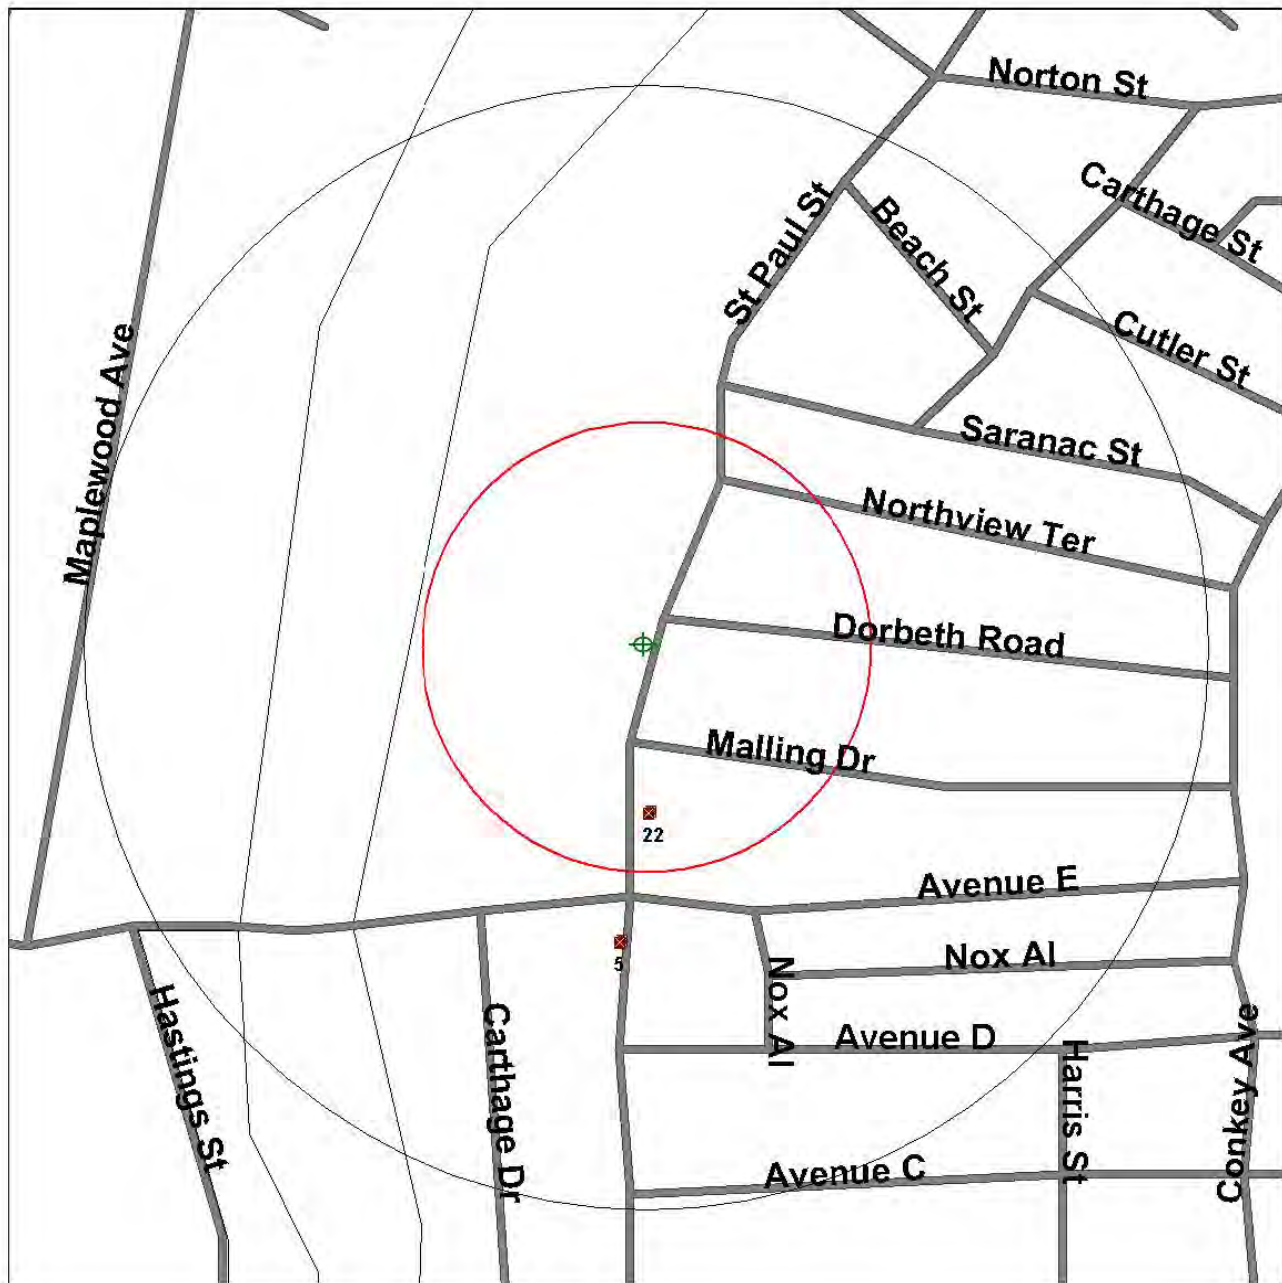 Norton St
Carthage St
St Paul St
Beach St
Cutler St
Maplewood Ave
Saranac St
Northview Ter
Dorbeth Road
Malling Dr
22
Avenue E
5
Nox Al
Nox Al
Hastings St
Carthage Dr
Avenue D
Harris St
Conkey Ave
Avenue C